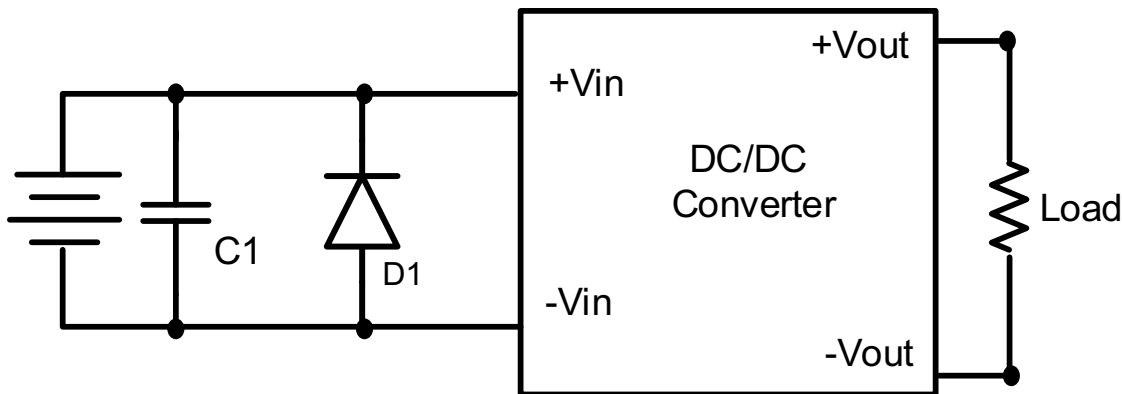 +Vout
+Vin
DC/DC
Converter
Load
C1
D1
-Vin
-Vout